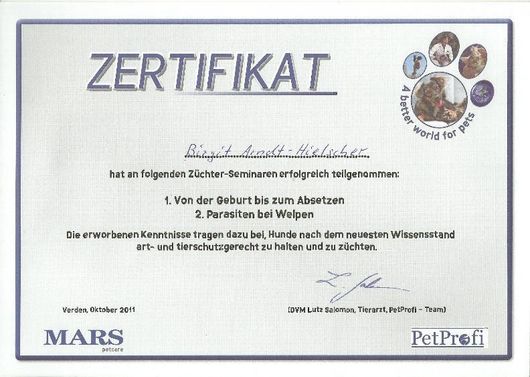 ZERTIFIKAT
A better world for pets
Birgit Arndt-Hielscher
hat an folgenden Züchter-Seminaren erfolgreich teilgenommen:
1. Von der Geburt bis zum Absetzen
2. Parasiten bei Welpen
Die erworbenen Kenntnisse tragen dazu bei, Hunde nach dem neuesten Wissensstand
art- und tierschutzgerecht zu halten und zu züchten.
Verden, Oktober 2011
(DVM Lutz Salomon, Tierarzt, PetProfi - Team)
MARS
petcare
PetProfi